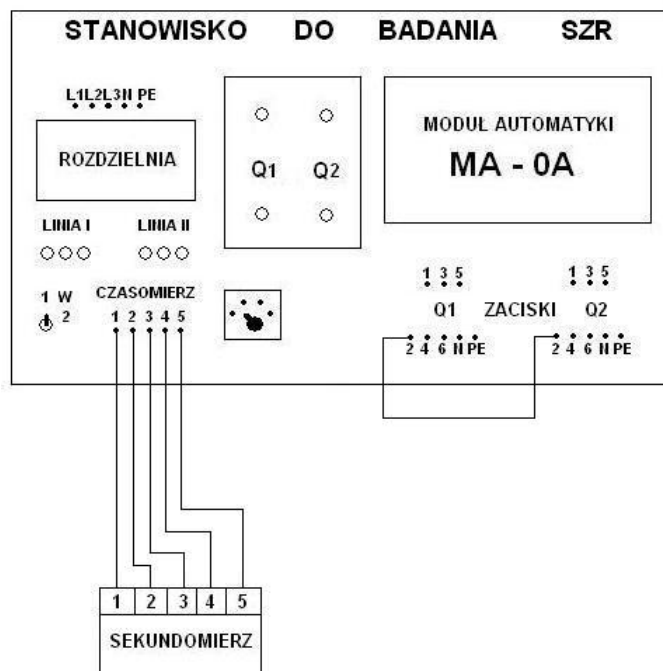 STANOWISKO DO BADANIA SZR
L1L2L3N PE
ROZDZIELNIA
Q1 Q2
MODUŁ AUTOMATYKI
MA - 0A
LINIA I LINIA II
1 W
2
CZASOMIERZ
1 2 3 4 5
1 3 5
1 3 5
Q1 ZACISKI Q2
2 4 6 N PE
2 4 6 N PE
1 2 3 4 5
SEKUNDOMIERZ